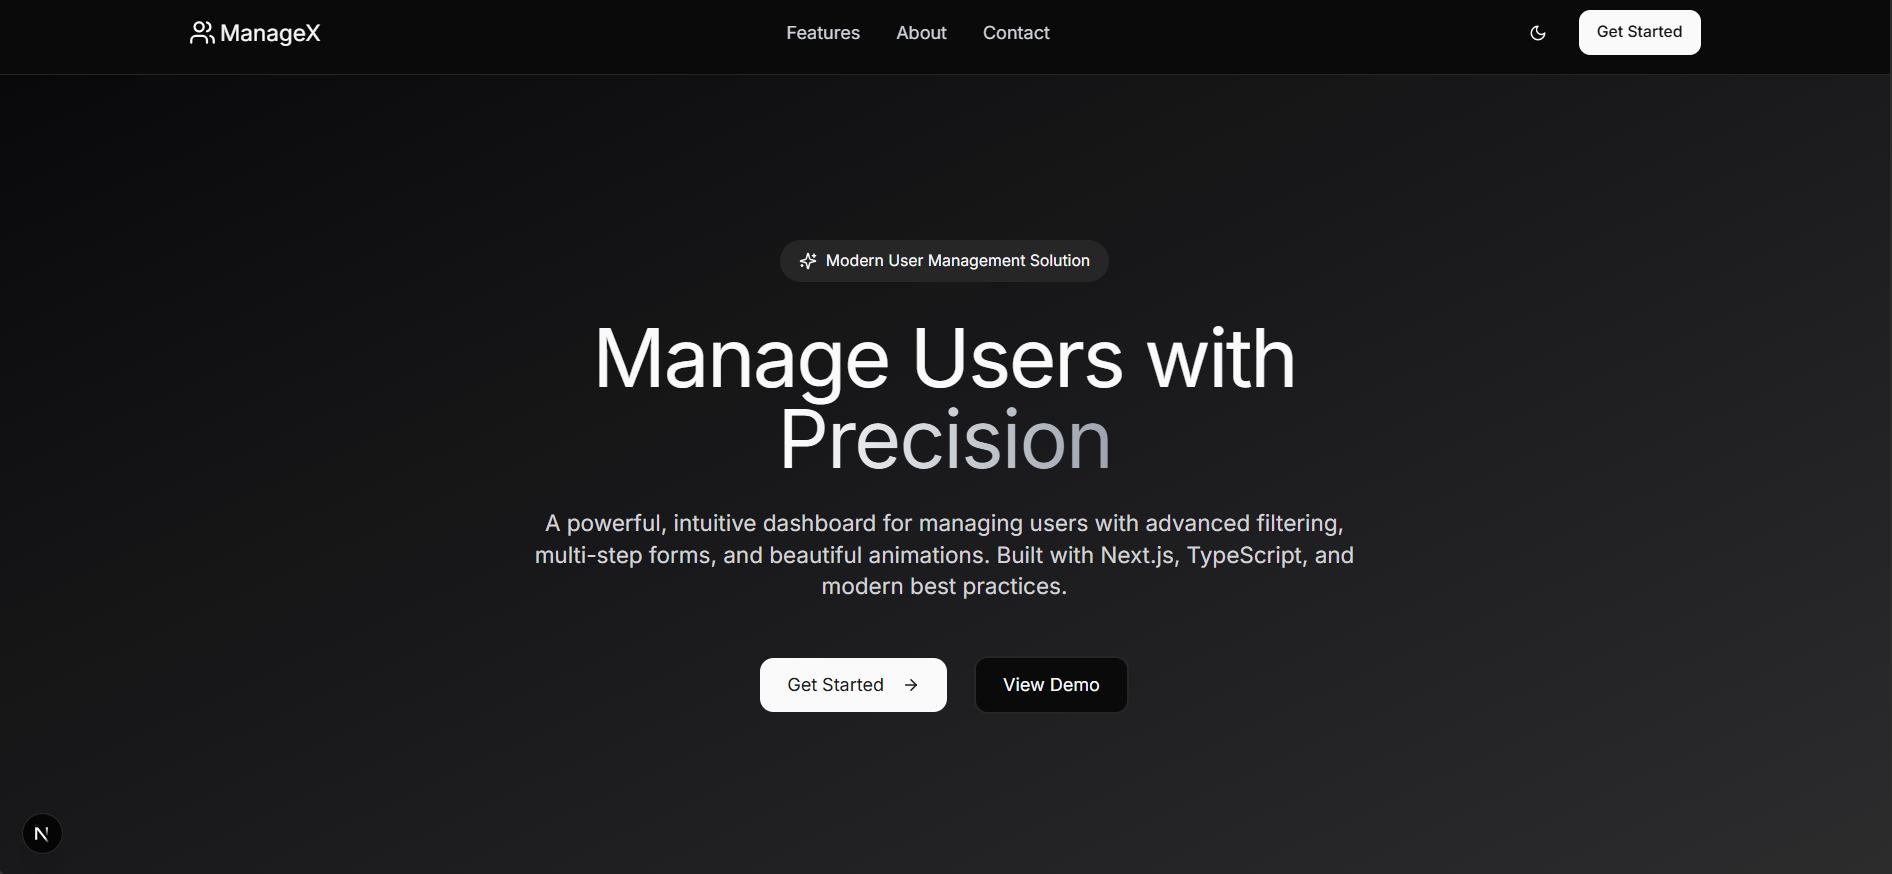 ManageX
Features
About
Contact
Get Started
Modern User Management Solution
Manage Users with
Precision
A powerful, intuitive dashboard for managing users with advanced filtering,
multi-step forms, and beautiful animations. Built with Next.js, TypeScript, and
modern best practices.
Get Started
View Demo
N